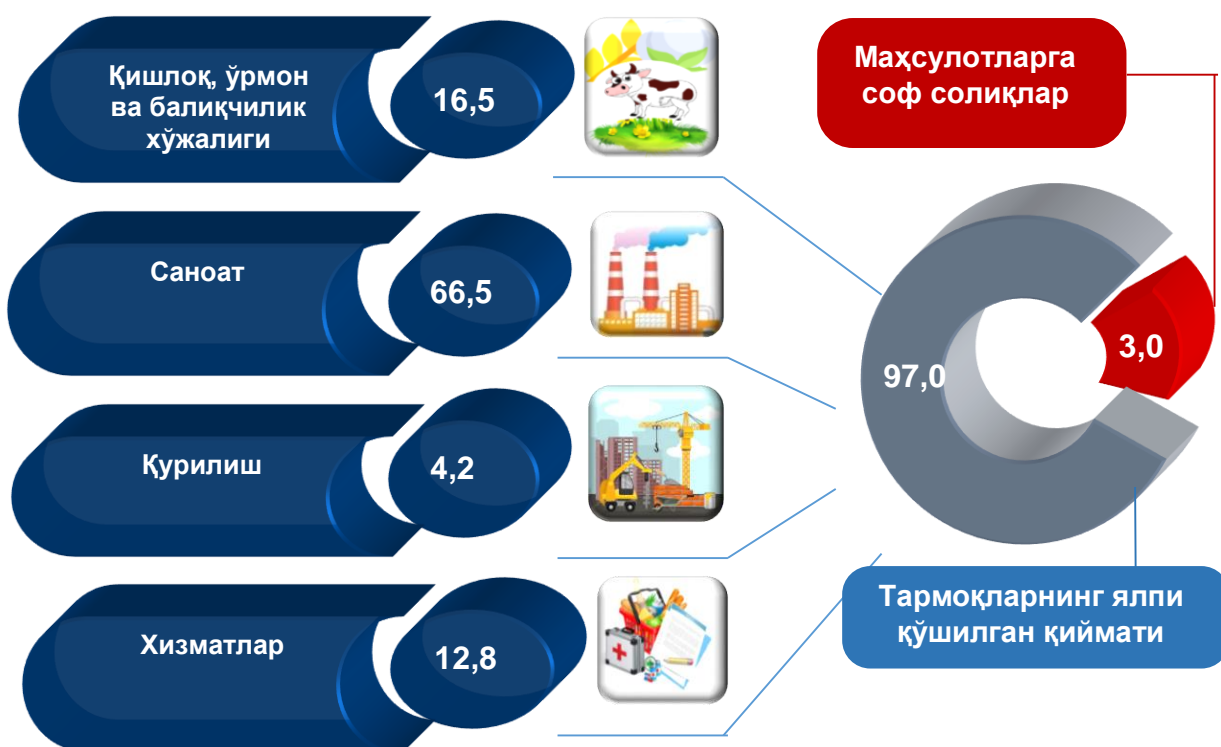 Қишлоқ, ўрмон
ва балиқчилик
хўжалиги
16,5
Саноат
66,5
Қурилиш
4,2
Хизматлар
12,8
Маҳсулотларга
соф солиқлар
97,0
3,0
Тармоқларнинг ялпи
қўшилган қиймати